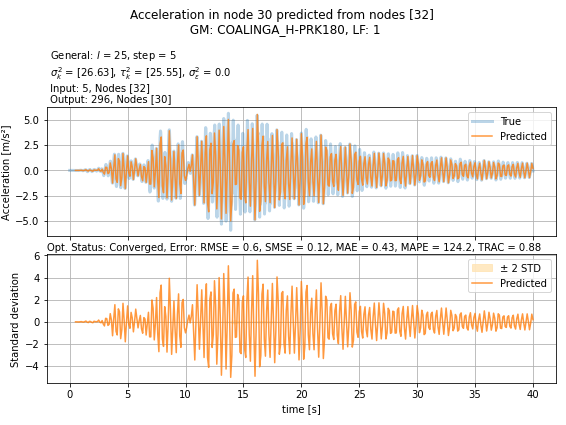 Acceleration in node 30 predicted from nodes [32]
GM: COALINGA_H-PRK180, LF: 1
General: l = 25, step = 5
σ²ₖ = [26.63], τ²ₖ = [25.55], σ²ε = 0.0
Input: 5, Nodes [32]
Output: 296, Nodes [30]
True
Predicted
5.0
2.5
0.0
−2.5
−5.0
Acceleration [m/s²]
Opt. Status: Converged, Error: RMSE = 0.6, SMSE = 0.12, MAE = 0.43, MAPE = 124.2, TRAC = 0.88
± 2 STD
Predicted
6
4
2
0
−2
−4
Standard deviation
0 5 10 15 20 25 30 35 40
time [s]